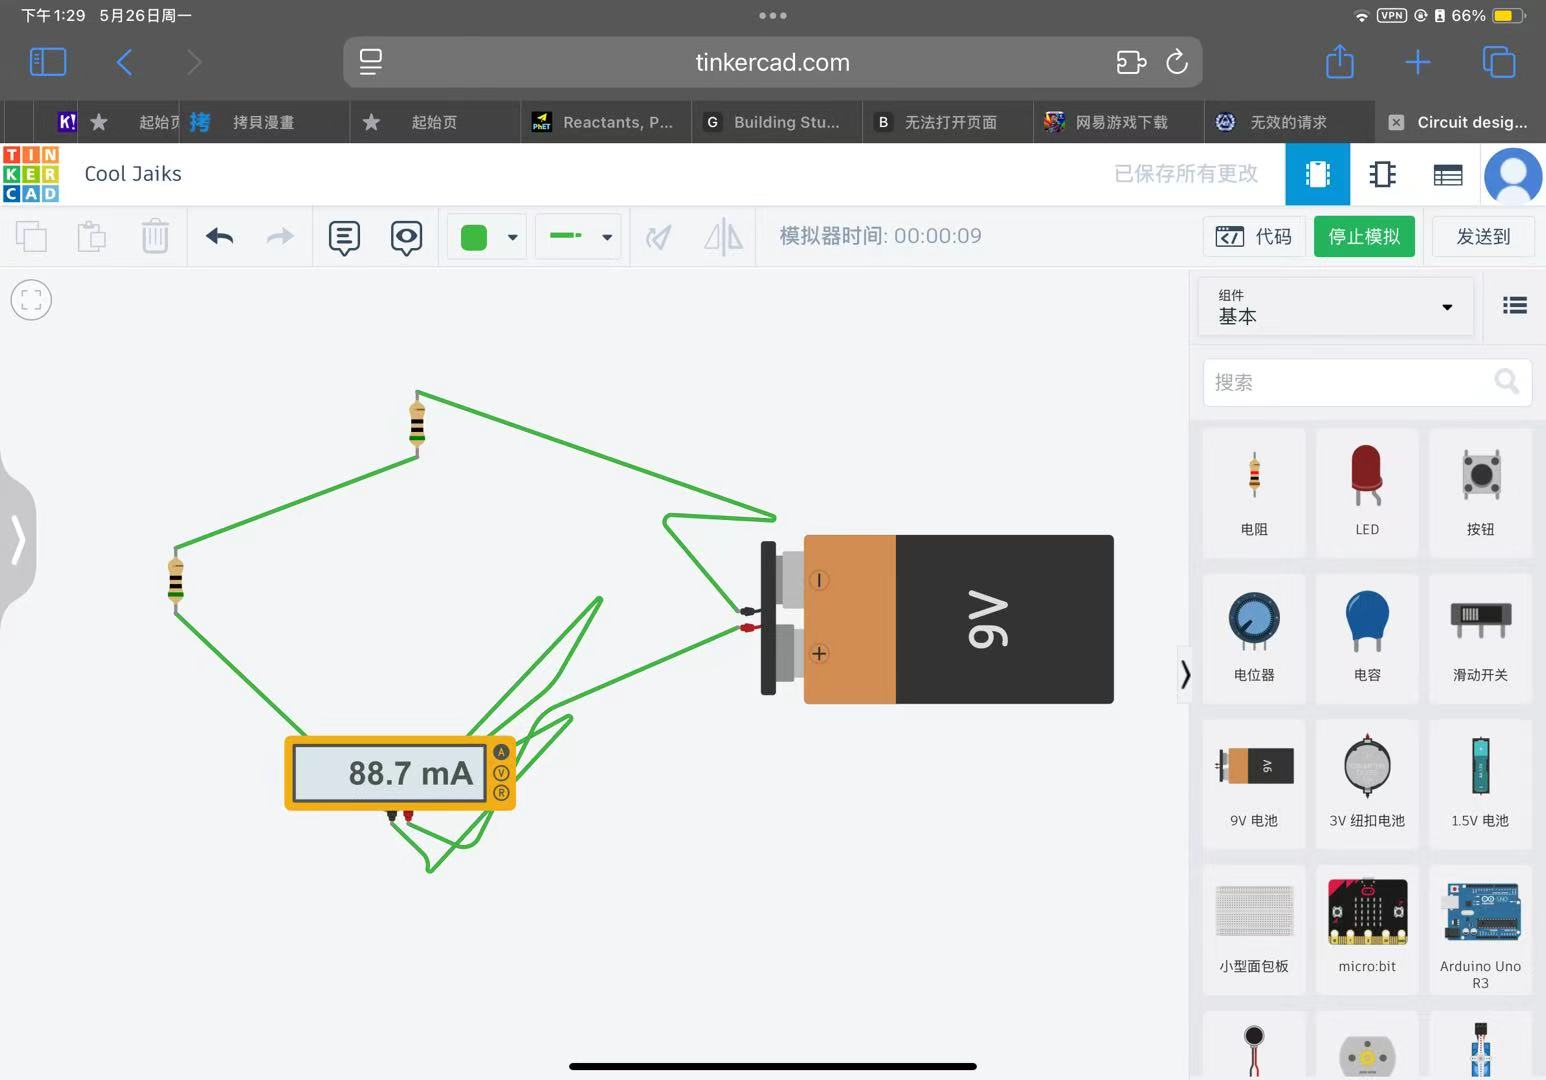 下午1:29 5月26日周一
VPN 66%
tinkercad.com
K! 起始页 拷 拷貝漫畫 起始页 PhET Reactants, P... G Building Stu... B 无法打开页面 网易游戏下载 无效的请求 Circuit desig...
TIN
KER
CAD
Cool Jaiks
已保存所有更改
模拟器时间: 00:00:09
代码
停止模拟
发送到
组件
基本
搜索
电阻 LED 按钮
电位器 电容 滑动开关
9V
9V 电池 3V 纽扣电池 1.5V 电池
小型面包板 micro:bit Arduino Uno
R3
9V
88.7 mA
A
V
R